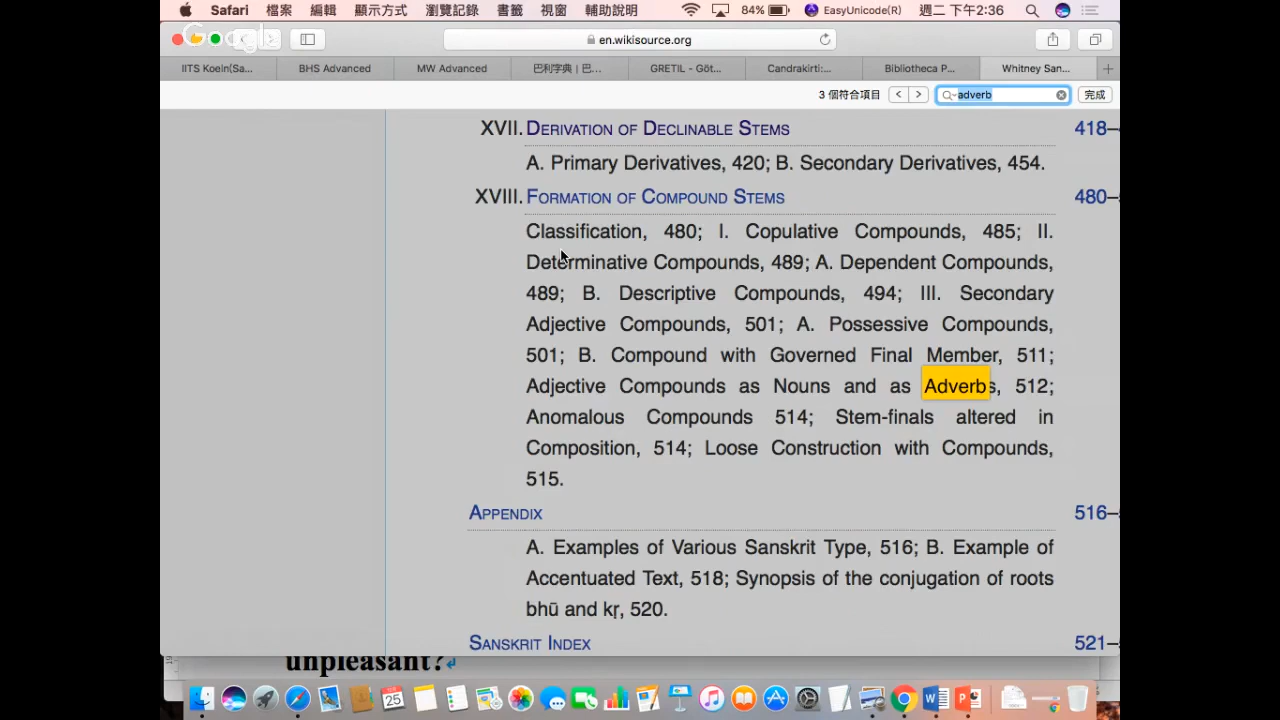 Safari 檔案 編輯 顯示方式 瀏覽記錄 書籤 視窗 輔助說明 84% EasyUnicode(R) 週二 下午2:36
en.wikisource.org
IITS Koeln(Sa... BHS Advanced MW Advanced 巴利字典 | 巴... GRETIL - Göt... Candrakirti:... Bibliotheca P... Whitney San... +
3 個符合項目 < > adverb 完成
XVII. DERIVATION OF DECLINABLE STEMS 418–
A. Primary Derivatives, 420; B. Secondary Derivatives, 454.
XVIII. FORMATION OF COMPOUND STEMS 480–
Classification, 480; I. Copulative Compounds, 485; II.
Determinative Compounds, 489; A. Dependent Compounds,
489; B. Descriptive Compounds, 494; III. Secondary
Adjective Compounds, 501; A. Possessive Compounds,
501; B. Compound with Governed Final Member, 511;
Adjective Compounds as Nouns and as Adverbs, 512;
Anomalous Compounds 514; Stem-finals altered in
Composition, 514; Loose Construction with Compounds,
515.
APPENDIX 516–
A. Examples of Various Sanskrit Type, 516; B. Example of
Accentuated Text, 518; Synopsis of the conjugation of roots
bhū and kṛ, 520.
SANSKRIT INDEX 521–
unpleasant?
25